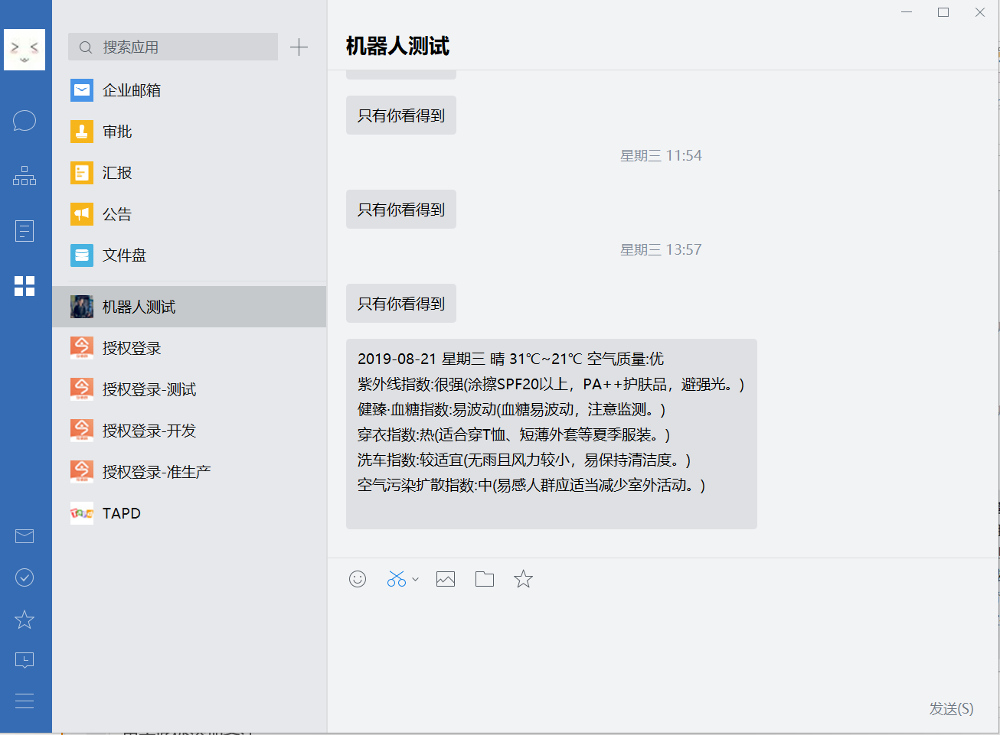 搜索应用
企业邮箱
审批
汇报
公告
文件盘
机器人测试
授权登录
授权登录-测试
授权登录-开发
授权登录-准生产
TAPD
机器人测试
只有你看得到
星期三 11:54
只有你看得到
星期三 13:57
只有你看得到
2019-08-21 星期三 晴 31℃~21℃ 空气质量:优
紫外线指数:很强(涂擦SPF20以上，PA++护肤品，避强光。)
健臻·血糖指数:易波动(血糖易波动，注意监测。)
穿衣指数:热(适合穿T恤、短薄外套等夏季服装。)
洗车指数:较适宜(无雨且风力较小，易保持清洁度。)
空气污染扩散指数:中(易感人群应适当减少室外活动。)
发送(S)